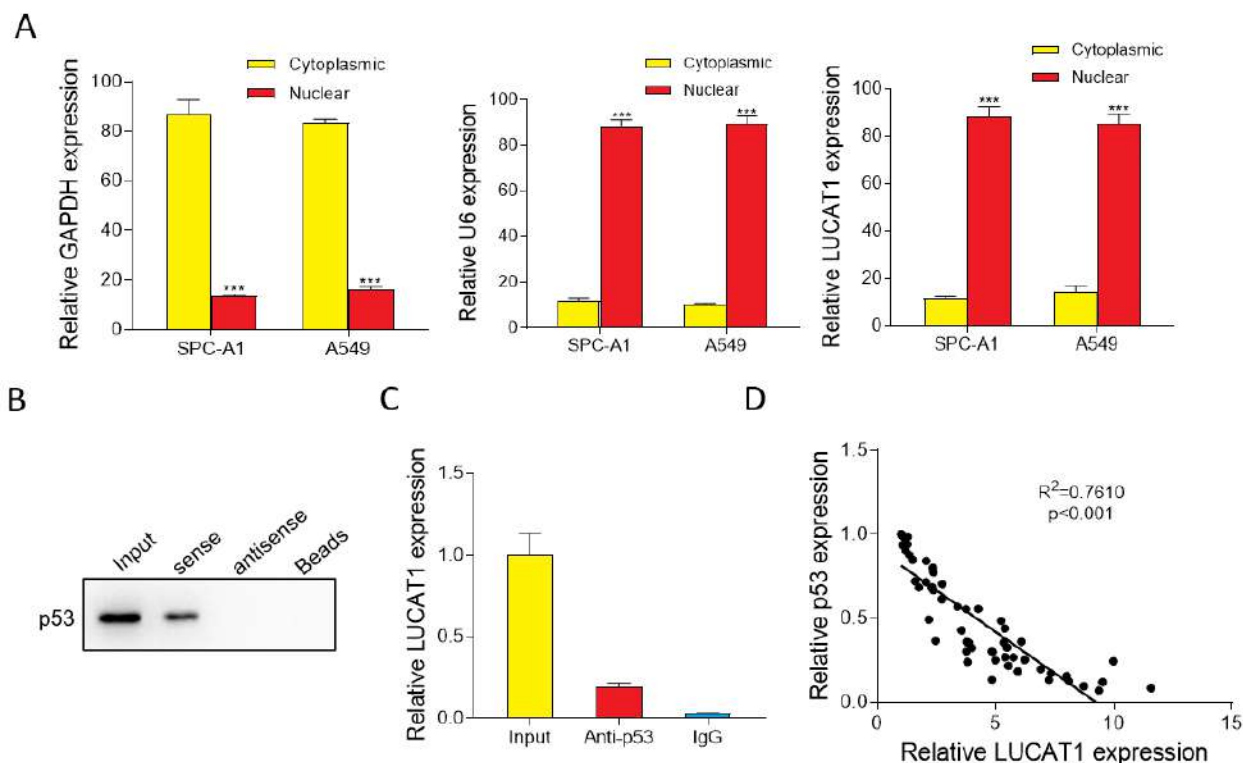 A
Cytoplasmic
Nuclear
Relative GAPDH expression
100
80
60
40
20
0
***
***
SPC-A1 A549
Cytoplasmic
Nuclear
Relative U6 expression
100
80
60
40
20
0
***
***
SPC-A1 A549
Cytoplasmic
Nuclear
Relative LUCAT1 expression
100
80
60
40
20
0
***
***
SPC-A1 A549
B
Input sense antisense Beads
p53
C
Relative LUCAT1 expression
1.5
1.0
0.5
0.0
Input Anti-p53 IgG
D
Relative p53 expression
1.5
1.0
0.5
0.0
R²=0.7610
p<0.001
0 5 10 15
Relative LUCAT1 expression